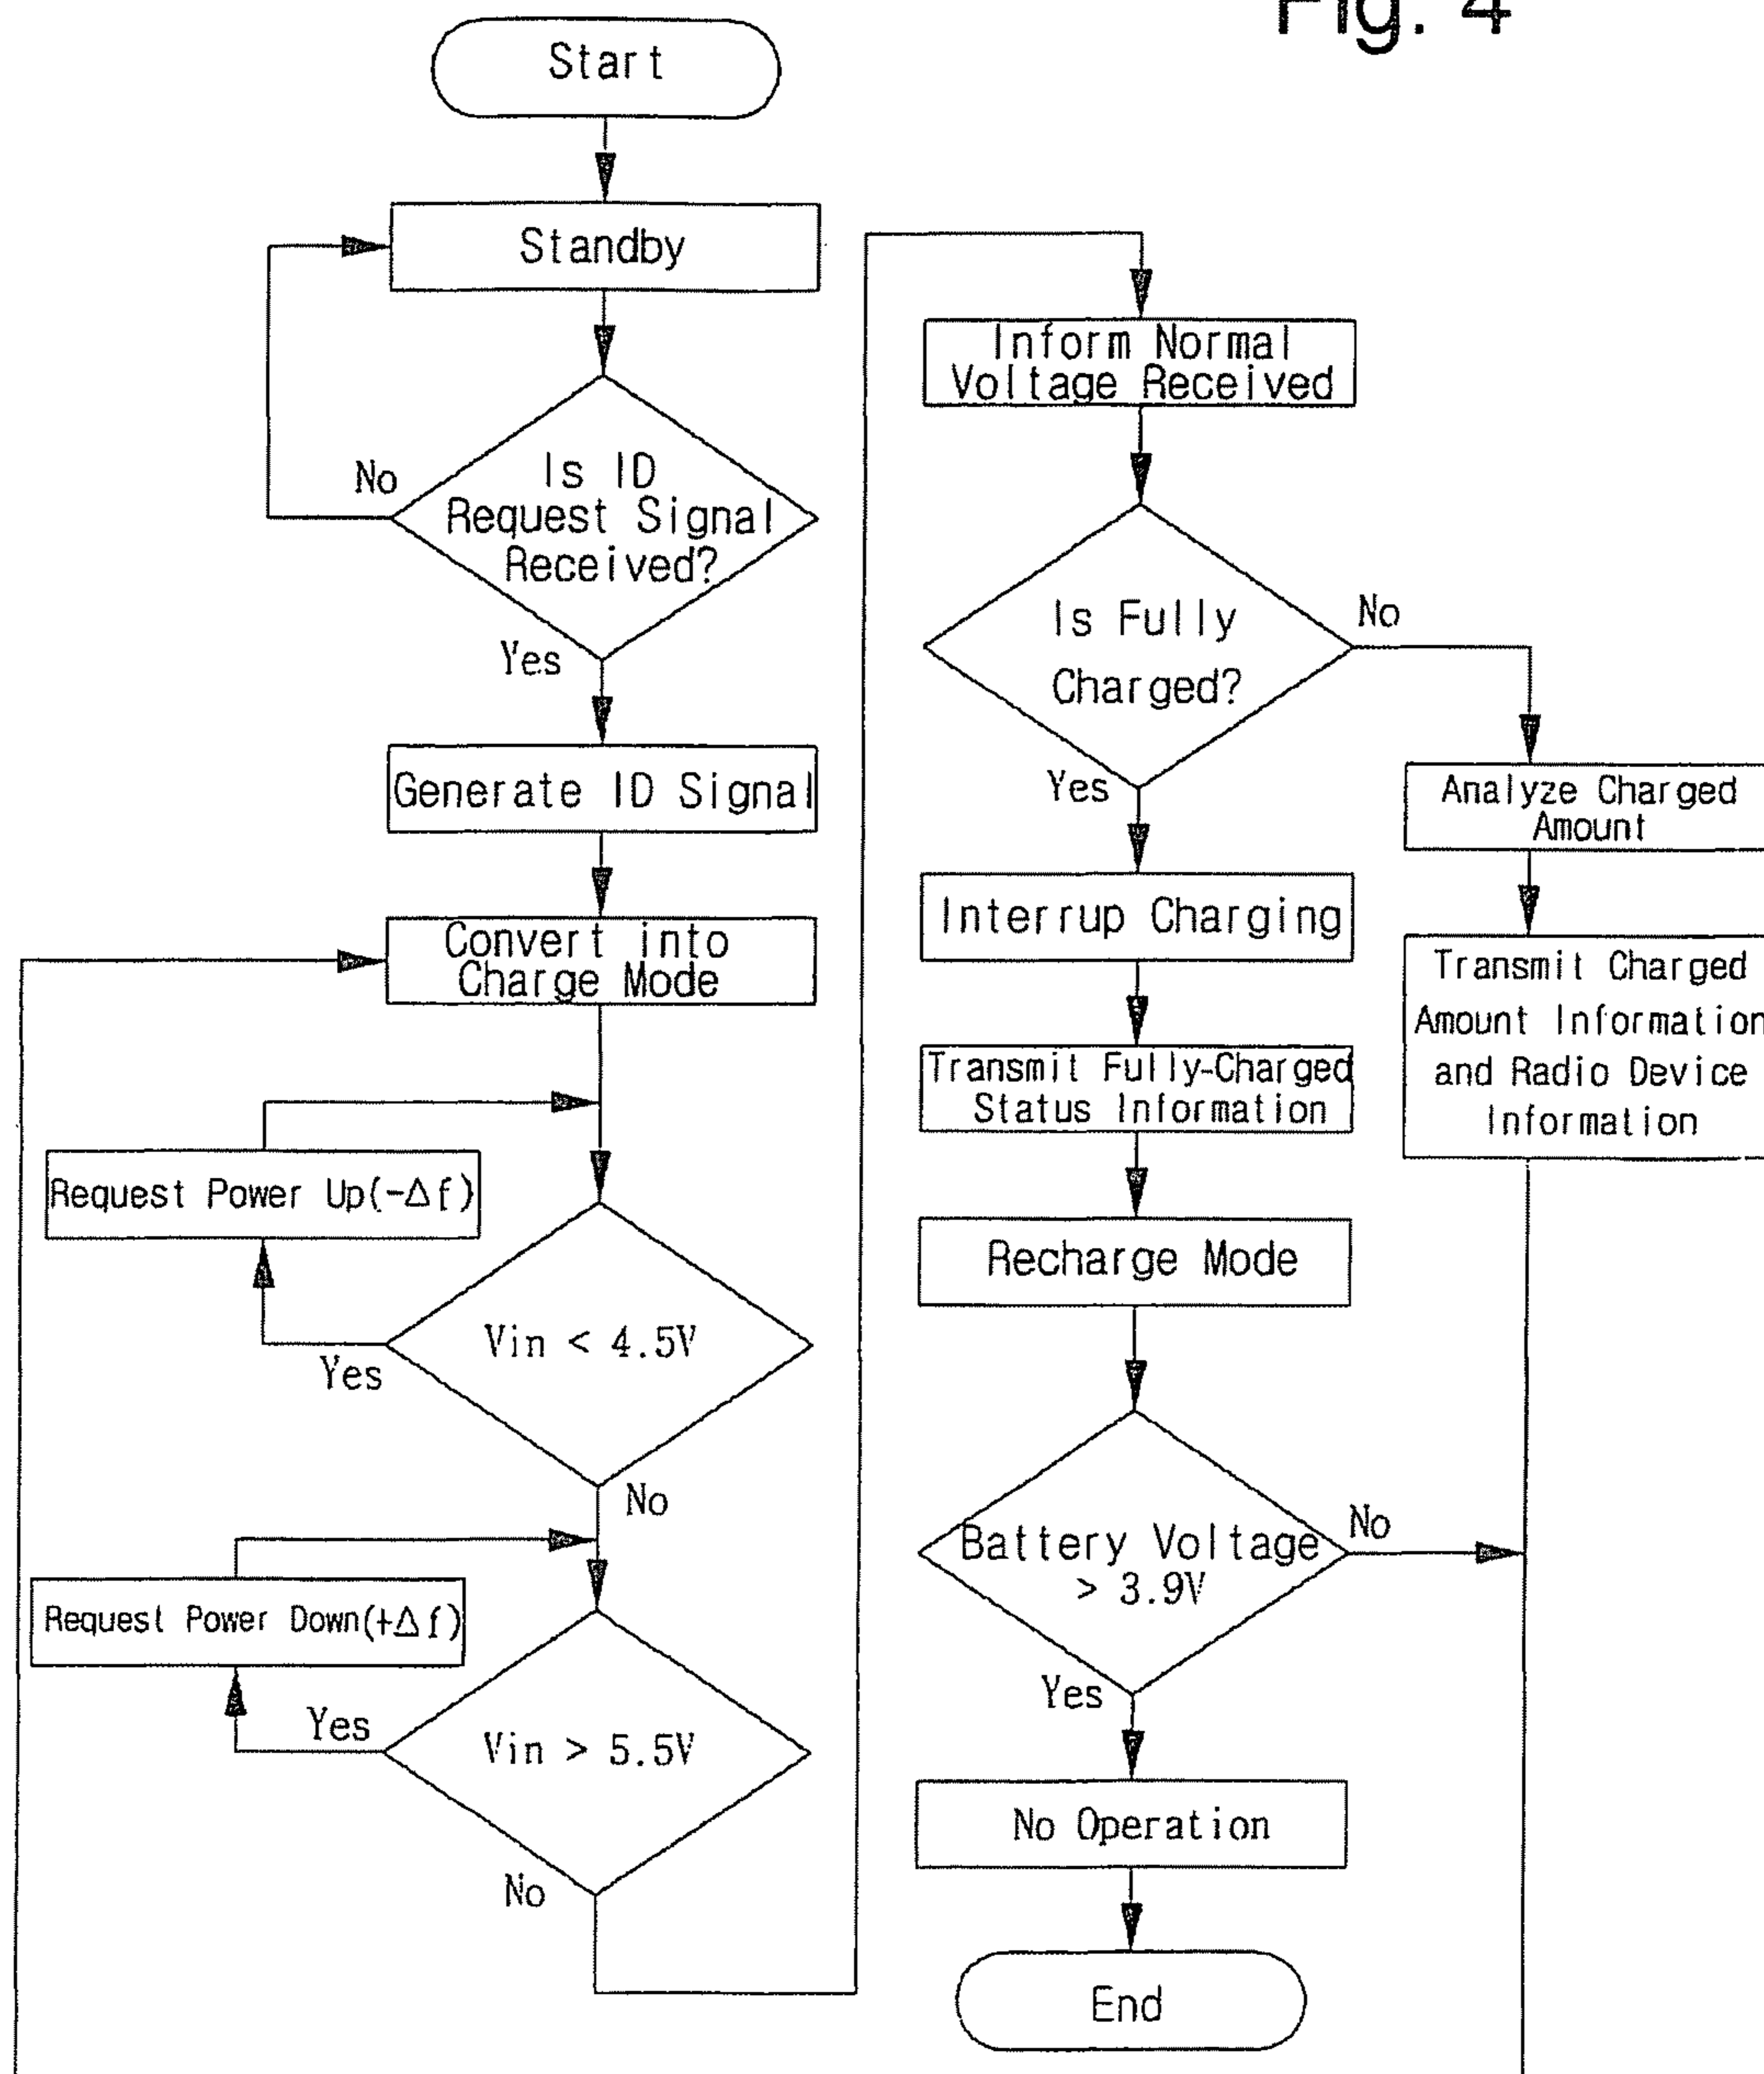 Fig. 4
Start
Standby
No
Is ID
Request Signal
Received?
Yes
Generate ID Signal
Convert into
Charge Mode
Request Power Up(-Δf)
Vin < 4.5V
Yes
No
Request Power Down(+Δf)
Yes
Vin > 5.5V
No
Inform Normal
Voltage Received
Is Fully
Charged?
No
Yes
Analyze Charged
Amount
Interrup Charging
Transmit Charged
Amount Information
and Radio Device
Information
Transmit Fully-Charged
Status Information
Recharge Mode
Battery Voltage
> 3.9V
No
Yes
No Operation
End